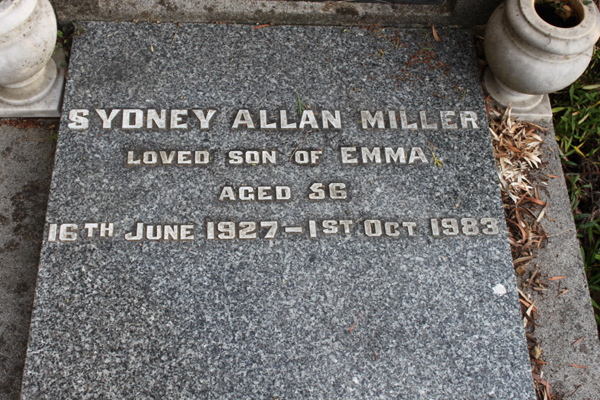 SYDNEY ALLAN MILLER
LOVED SON OF EMMA
AGED 56
16TH JUNE 1927-1ST OCT 1983